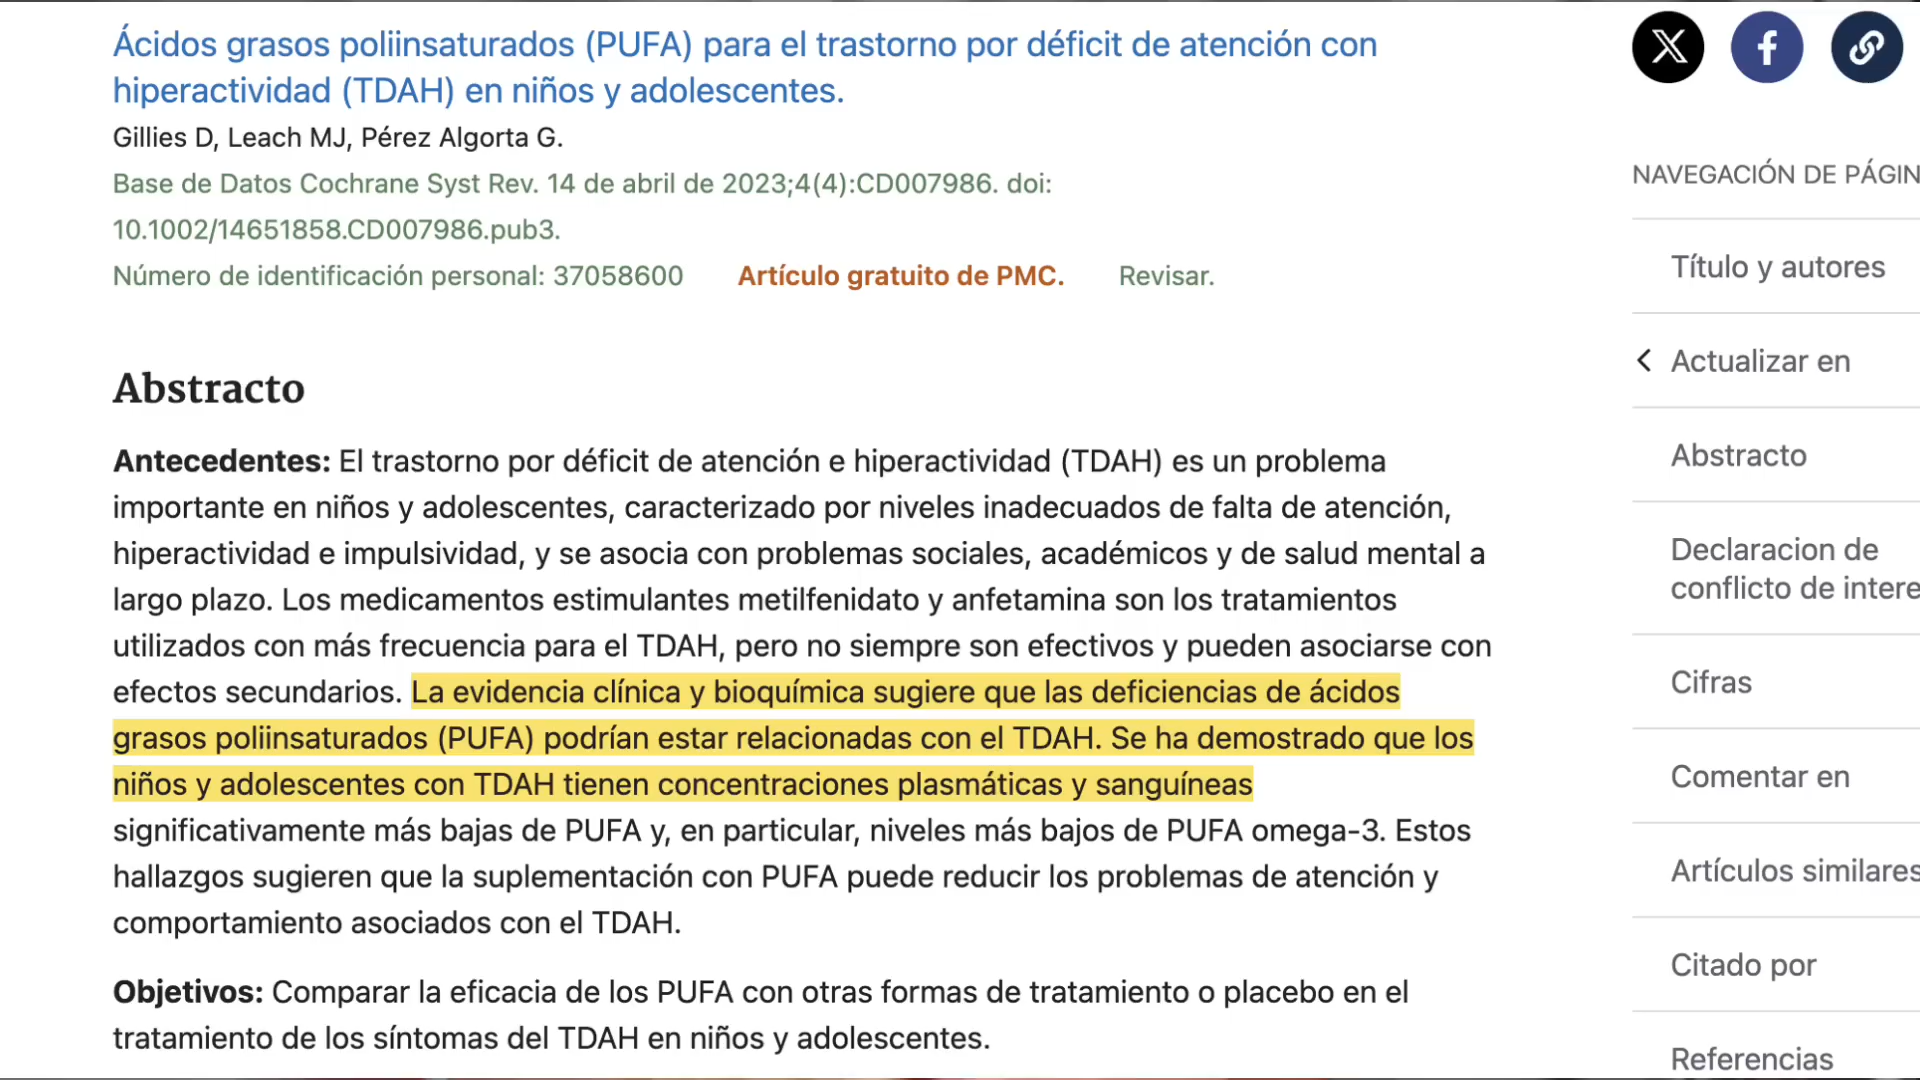 Ácidos grasos poliinsaturados (PUFA) para el trastorno por déficit de atención con
hiperactividad (TDAH) en niños y adolescentes.
Gillies D, Leach MJ, Pérez Algorta G.
Base de Datos Cochrane Syst Rev. 14 de abril de 2023;4(4):CD007986. doi:
10.1002/14651858.CD007986.pub3.
Número de identificación personal: 37058600 Artículo gratuito de PMC. Revisar.
Abstracto
Antecedentes: El trastorno por déficit de atención e hiperactividad (TDAH) es un problema
importante en niños y adolescentes, caracterizado por niveles inadecuados de falta de atención,
hiperactividad e impulsividad, y se asocia con problemas sociales, académicos y de salud mental a
largo plazo. Los medicamentos estimulantes metilfenidato y anfetamina son los tratamientos
utilizados con más frecuencia para el TDAH, pero no siempre son efectivos y pueden asociarse con
efectos secundarios. La evidencia clínica y bioquímica sugiere que las deficiencias de ácidos
grasos poliinsaturados (PUFA) podrían estar relacionadas con el TDAH. Se ha demostrado que los
niños y adolescentes con TDAH tienen concentraciones plasmáticas y sanguíneas
significativamente más bajas de PUFA y, en particular, niveles más bajos de PUFA omega-3. Estos
hallazgos sugieren que la suplementación con PUFA puede reducir los problemas de atención y
comportamiento asociados con el TDAH.
Objetivos: Comparar la eficacia de los PUFA con otras formas de tratamiento o placebo en el
tratamiento de los síntomas del TDAH en niños y adolescentes.
NAVEGACIÓN DE PÁGIN
Título y autores
Actualizar en
Abstracto
Declaracion de
conflicto de intere
Cifras
Comentar en
Artículos similares
Citado por
Referencias